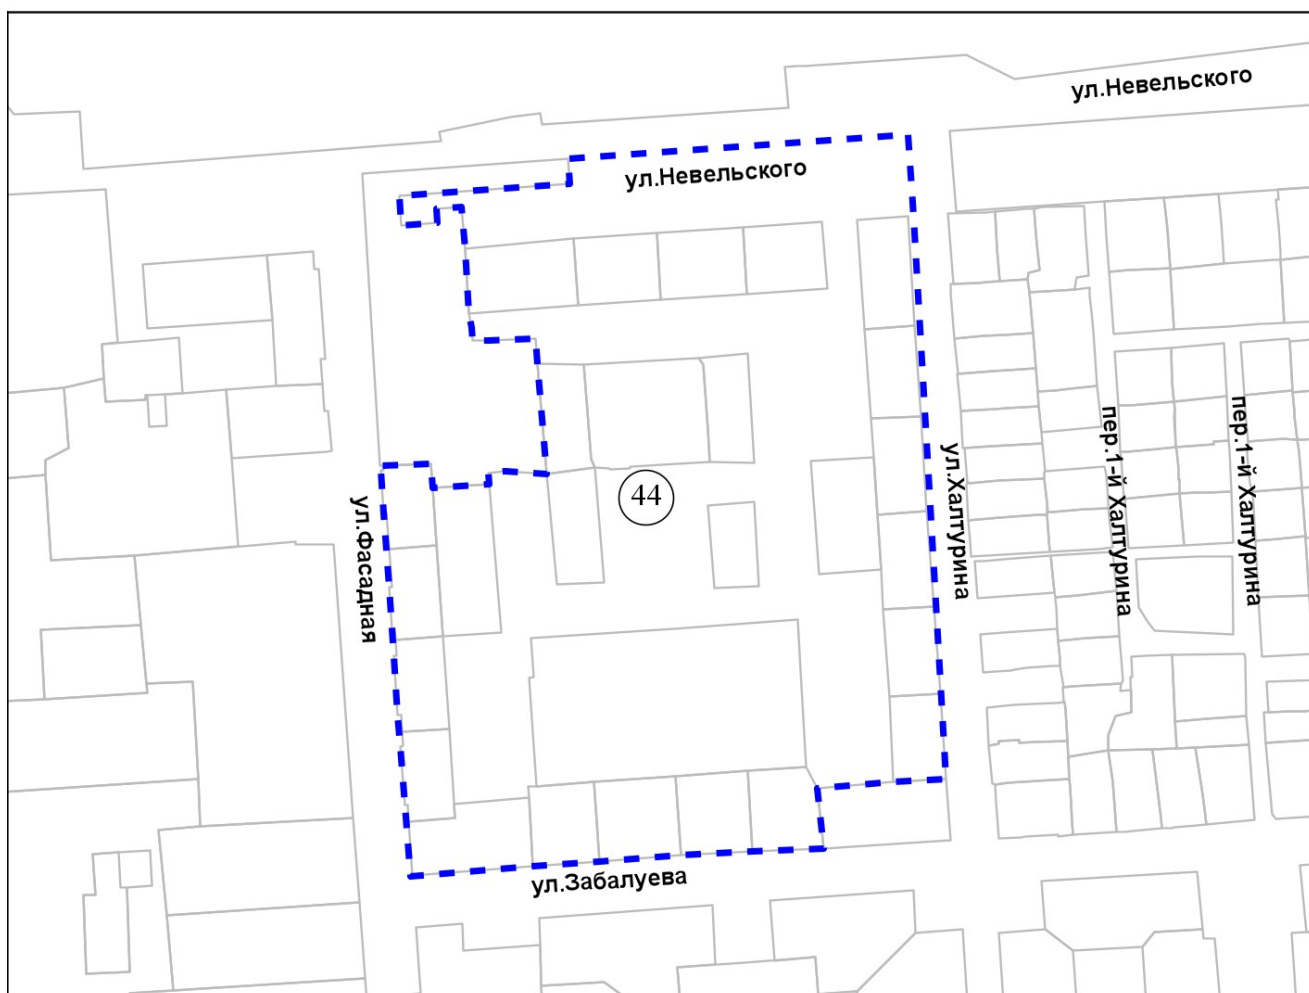 ул.Невельского
ул.Невельского
пер.1-й Халтурина
пер.1-й Халтурина
ул.Халтурина
44
ул.Фасадная
ул.Забалуева